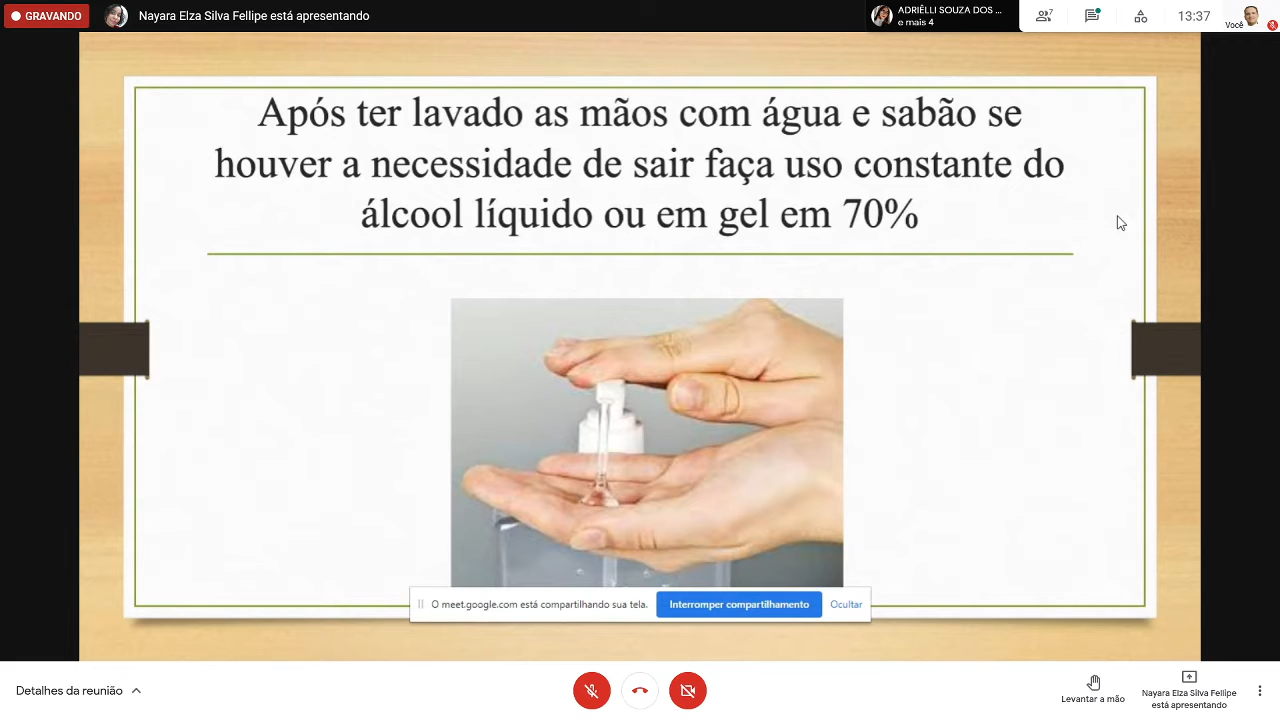 GRAVANDO
Nayara Elza Silva Fellipe está apresentando
ADRIÊLLI SOUZA DOS ...
e mais 4
7
13:37
Você
Após ter lavado as mãos com água e sabão se
houver a necessidade de sair faça uso constante do
álcool líquido ou em gel em 70%
O meet.google.com está compartilhando sua tela.
Interromper compartilhamento
Ocultar
Detalhes da reunião
Levantar a mão
Nayara Elza Silva Fellipe
está apresentando